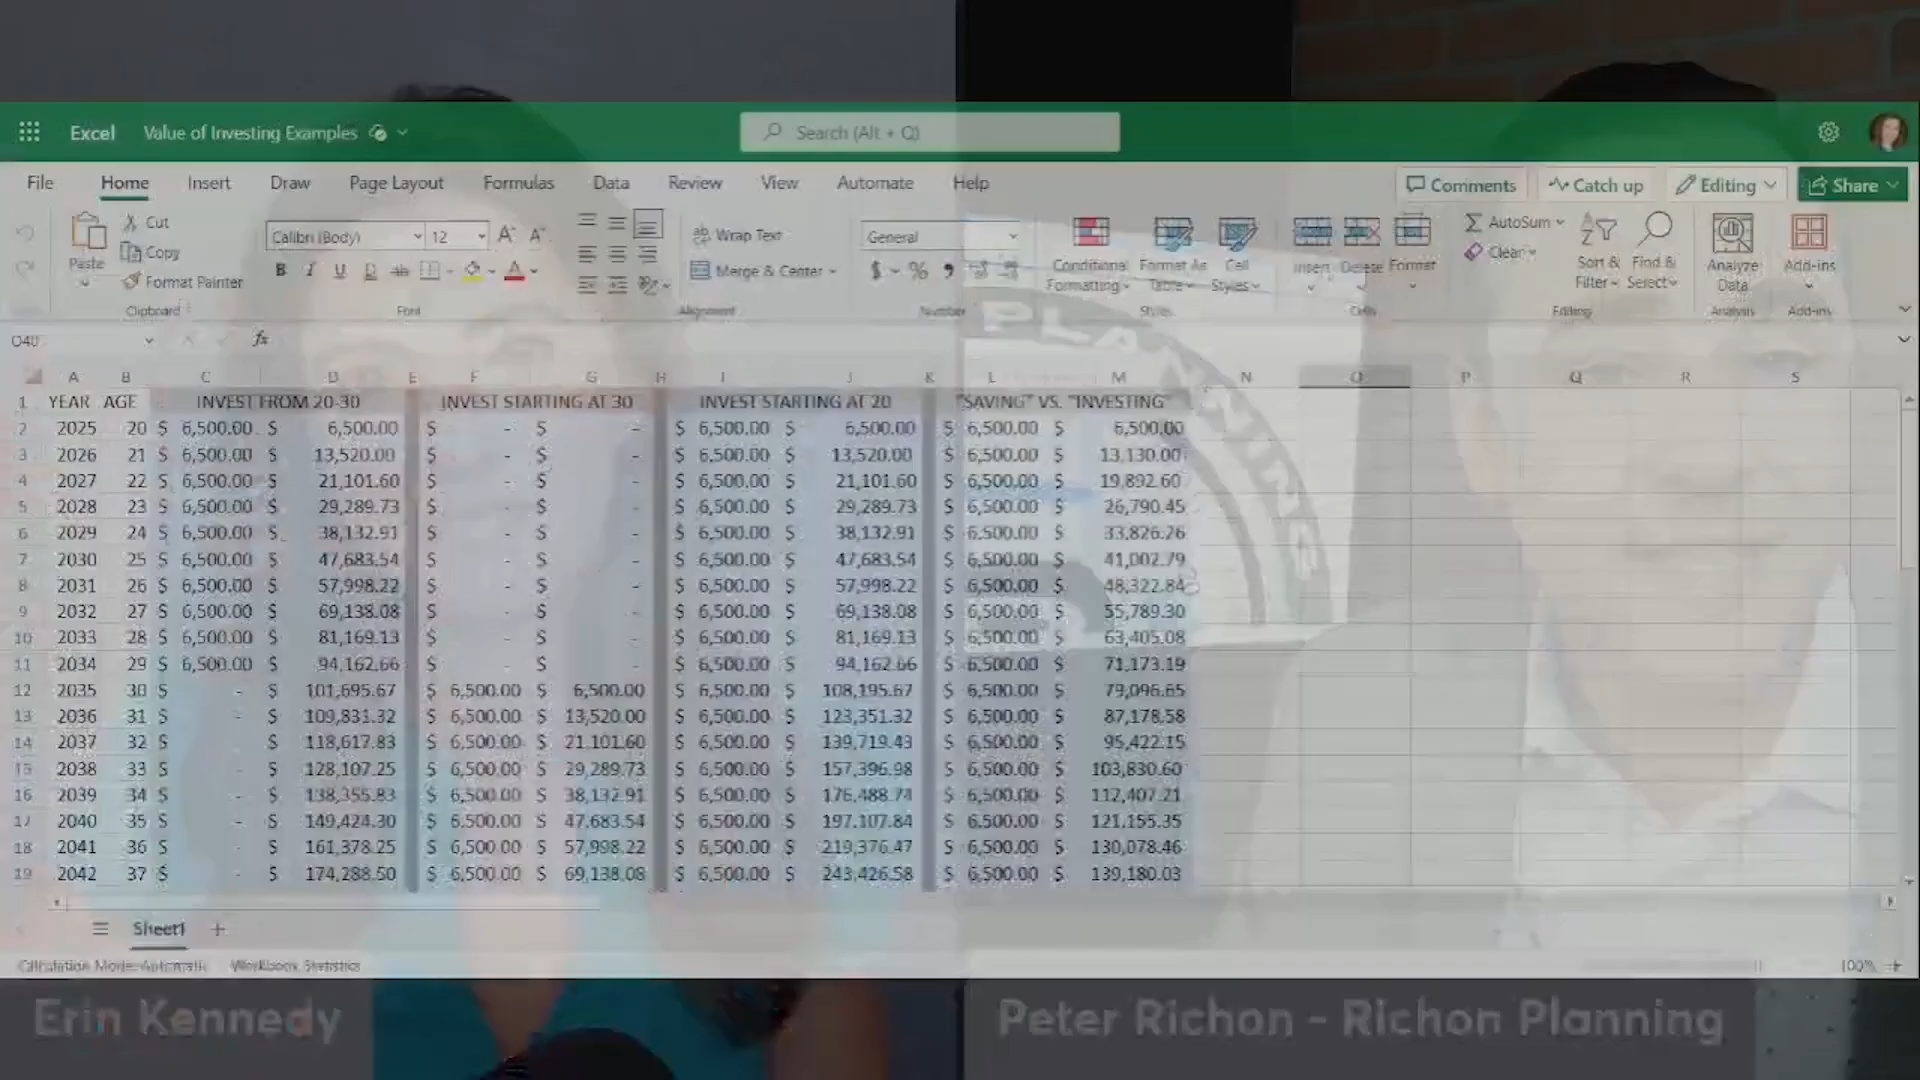 Excel Value of Investing Examples Search (Alt + Q)
File Home Insert Draw Page Layout Formulas Data Review View Automate Help Comments Catch up Editing Share
Paste Cut Copy Format Painter Clipboard
Calibri (Body) 12 B I U D ab A Font
Wrap Text Merge & Center Alignment
General $ % 9 Number
Conditional Formatting Format As Table Cell Styles Styles
Insert Delete Format Cells
AutoSum Clear Sort & Filter Find & Select Editing
Analyze Data Analysis
Add-ins Add-ins
O40 fx
A B C D E F G H I J K L M N O P Q R S
1 YEAR AGE INVEST FROM 20-30 INVEST STARTING AT 30 INVEST STARTING AT 20 "SAVING" VS. "INVESTING"
2 2025 20 $ 6,500.00 $ 6,500.00 $ - $ - $ 6,500.00 $ 6,500.00 $ 6,500.00 $ 6,500.00
3 2026 21 $ 6,500.00 $ 13,520.00 $ - $ - $ 6,500.00 $ 13,520.00 $ 6,500.00 $ 13,130.00
4 2027 22 $ 6,500.00 $ 21,101.60 $ - $ - $ 6,500.00 $ 21,101.60 $ 6,500.00 $ 19,892.60
5 2028 23 $ 6,500.00 $ 29,289.73 $ - $ - $ 6,500.00 $ 29,289.73 $ 6,500.00 $ 26,790.45
6 2029 24 $ 6,500.00 $ 38,132.91 $ - $ - $ 6,500.00 $ 38,132.91 $ 6,500.00 $ 33,826.26
7 2030 25 $ 6,500.00 $ 47,683.54 $ - $ - $ 6,500.00 $ 47,683.54 $ 6,500.00 $ 41,002.79
8 2031 26 $ 6,500.00 $ 57,998.22 $ - $ - $ 6,500.00 $ 57,998.22 $ 6,500.00 $ 48,322.84
9 2032 27 $ 6,500.00 $ 69,138.08 $ - $ - $ 6,500.00 $ 69,138.08 $ 6,500.00 $ 55,789.30
10 2033 28 $ 6,500.00 $ 81,169.13 $ - $ - $ 6,500.00 $ 81,169.13 $ 6,500.00 $ 63,405.08
11 2034 29 $ 6,500.00 $ 94,162.66 $ - $ - $ 6,500.00 $ 94,162.66 $ 6,500.00 $ 71,173.19
12 2035 30 $ - $ 101,695.67 $ 6,500.00 $ 6,500.00 $ 6,500.00 $ 108,195.67 $ 6,500.00 $ 79,096.65
13 2036 31 $ - $ 109,831.32 $ 6,500.00 $ 13,520.00 $ 6,500.00 $ 123,351.32 $ 6,500.00 $ 87,178.58
14 2037 32 $ - $ 118,617.83 $ 6,500.00 $ 21,101.60 $ 6,500.00 $ 139,719.43 $ 6,500.00 $ 95,422.15
15 2038 33 $ - $ 128,107.25 $ 6,500.00 $ 29,289.73 $ 6,500.00 $ 157,396.98 $ 6,500.00 $ 103,830.60
16 2039 34 $ - $ 138,355.83 $ 6,500.00 $ 38,132.91 $ 6,500.00 $ 176,488.74 $ 6,500.00 $ 112,407.21
17 2040 35 $ - $ 149,424.30 $ 6,500.00 $ 47,683.54 $ 6,500.00 $ 197,107.84 $ 6,500.00 $ 121,155.35
18 2041 36 $ - $ 161,378.25 $ 6,500.00 $ 57,998.22 $ 6,500.00 $ 219,376.47 $ 6,500.00 $ 130,078.46
19 2042 37 $ - $ 174,288.50 $ 6,500.00 $ 69,138.08 $ 6,500.00 $ 243,426.58 $ 6,500.00 $ 139,180.03
PLANNING
Sheet1
Calculation Mode: Automatic Workbook Statistics 100%
Erin Kennedy
Peter Richon - Richon Planning